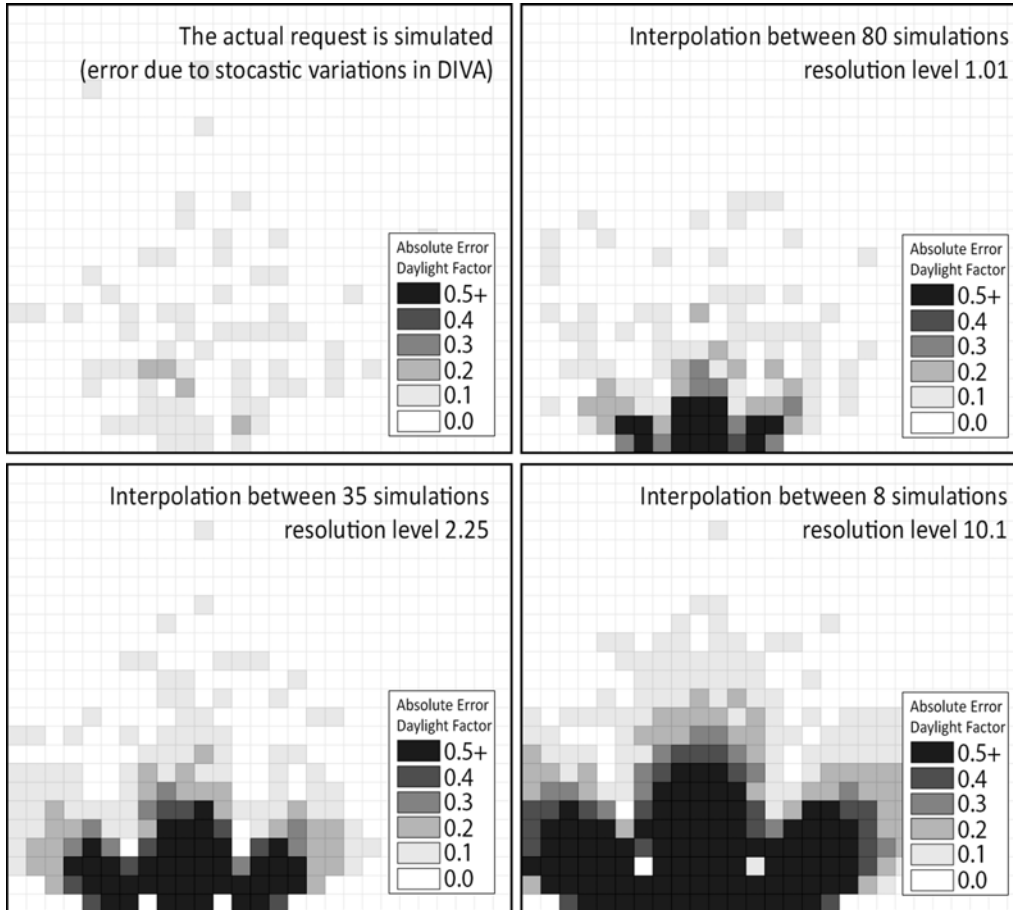 The actual request is simulated
(error due to stocastic variations in DIVA)
Absolute Error
Daylight Factor
0.5+
0.4
0.3
0.2
0.1
0.0
Interpolation between 80 simulations
resolution level 1.01
Absolute Error
Daylight Factor
0.5+
0.4
0.3
0.2
0.1
0.0
Interpolation between 35 simulations
resolution level 2.25
Absolute Error
Daylight Factor
0.5+
0.4
0.3
0.2
0.1
0.0
Interpolation between 8 simulations
resolution level 10.1
Absolute Error
Daylight Factor
0.5+
0.4
0.3
0.2
0.1
0.0